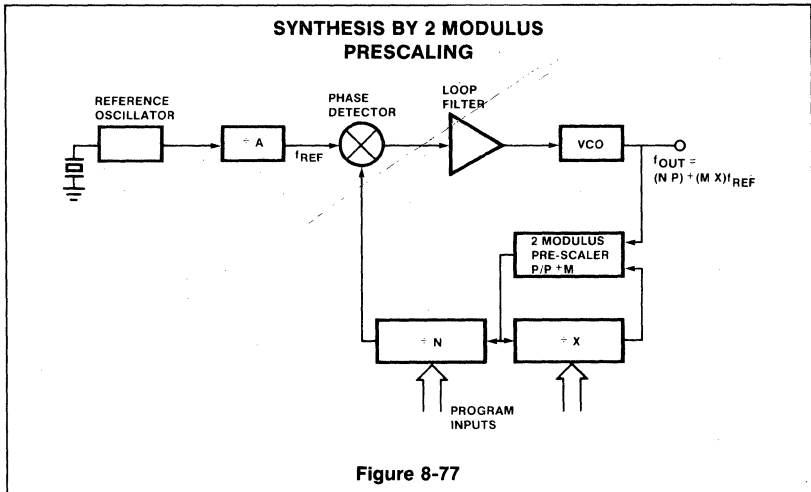 SYNTHESIS BY 2 MODULUS
PRESCALING
REFERENCE
OSCILLATOR
÷ A
fREF
PHASE
DETECTOR
LOOP
FILTER
VCO
fOUT =
(N P) + (M X)fREF
2 MODULUS
PRE-SCALER
P/P +M
÷ N
÷ X
PROGRAM
INPUTS
Figure 8-77